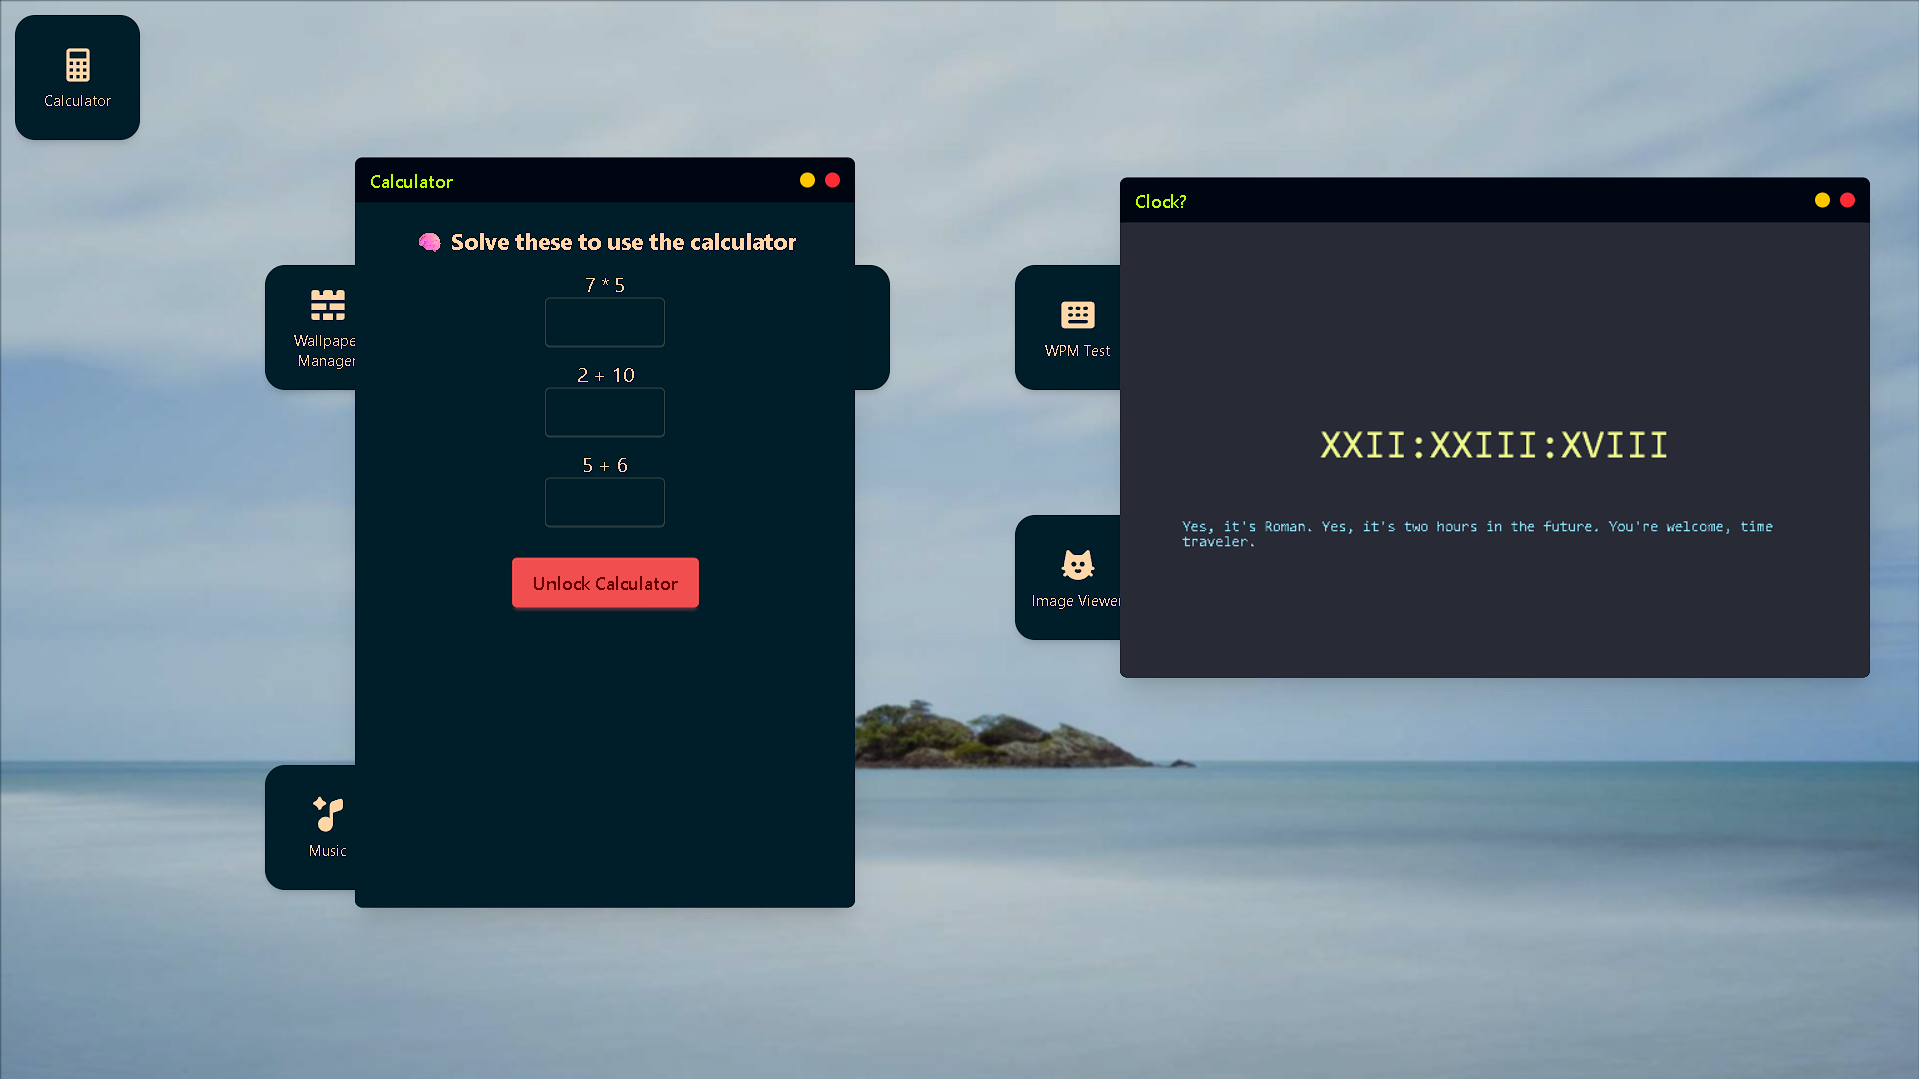 Calculator
Calculator
🧠 Solve these to use the calculator
7 * 5
2 + 10
5 + 6
Unlock Calculator
Wallpape
Manager
Music
WPM Test
Image Viewer
Clock?
XXII:XXIII:XVIII
Yes, it's Roman. Yes, it's two hours in the future. You're welcome, time
traveler.